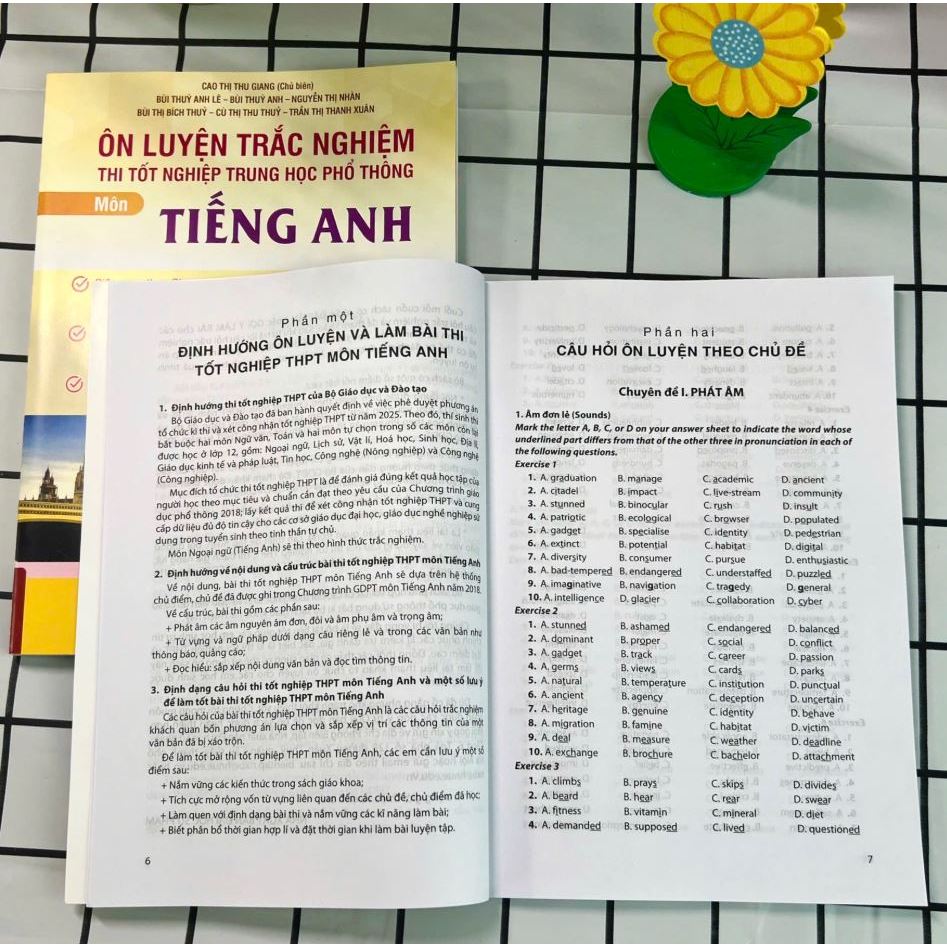 CAO THỊ THU GIANG (Chủ biên)
BÙI THUỲ ANH LÊ – BÙI THUỲ ANH – NGUYỄN THỊ NHÀN
BÙI THỊ BÍCH THUỶ – CÙ THỊ THU THUỶ – TRẦN THỊ THANH XUÂN
ÔN LUYỆN TRẮC NGHIỆM
THI TỐT NGHIỆP TRUNG HỌC PHỔ THÔNG
Môn
TIẾNG ANH
Phần một
ĐỊNH HƯỚNG ÔN LUYỆN VÀ LÀM BÀI THI
TỐT NGHIỆP THPT MÔN TIẾNG ANH
1. Định hướng thi tốt nghiệp THPT của Bộ Giáo dục và Đào tạo
Bộ Giáo dục và Đào tạo đã ban hành quyết định về việc phê duyệt phương án
tổ chức kì thi và xét công nhận tốt nghiệp THPT từ năm 2025. Theo đó, thí sinh thi
bắt buộc hai môn Ngữ văn, Toán và hai môn tự chọn trong số các môn còn lại
được học ở lớp 12, gồm: Ngoại ngữ, Lịch sử, Vật lí, Hoá học, Sinh học, Địa lí,
Giáo dục kinh tế và pháp luật, Tin học, Công nghệ (Nông nghiệp) và Công nghệ
(Công nghiệp).
Mục đích tổ chức thi tốt nghiệp THPT là để đánh giá đúng kết quả học tập của
người học theo mục tiêu và chuẩn cần đạt theo yêu cầu của Chương trình giáo
dục phổ thông 2018; lấy kết quả thi để xét công nhận tốt nghiệp THPT và cung
cấp dữ liệu đủ độ tin cậy cho các cơ sở giáo dục đại học, giáo dục nghề nghiệp sử
dụng trong tuyển sinh theo tinh thần tự chủ.
Môn Ngoại ngữ (Tiếng Anh) sẽ thi theo hình thức trắc nghiệm.
2. Định hướng về nội dung và cấu trúc bài thi tốt nghiệp THPT môn Tiếng Anh
Về nội dung, bài thi tốt nghiệp THPT môn Tiếng Anh sẽ dựa trên hệ thống
chủ điểm, chủ đề đã được ghi trong Chương trình GDPT môn Tiếng Anh năm 2018.
Về cấu trúc, bài thi gồm các phần sau:
+ Phát âm các âm nguyên âm đơn, đôi và âm phụ âm và trọng âm;
+ Từ vựng và ngữ pháp dưới dạng câu riêng lẻ và trong các văn bản như
thông báo, quảng cáo;
+ Đọc hiểu: sắp xếp nội dung văn bản và đọc tìm thông tin.
3. Định dạng câu hỏi thi tốt nghiệp THPT môn Tiếng Anh và một số lưu ý
để làm tốt bài thi tốt nghiệp THPT môn Tiếng Anh
Các câu hỏi của bài thi tốt nghiệp THPT môn Tiếng Anh là các câu hỏi trắc nghiệm
khách quan bốn phương án lựa chọn và sắp xếp vị trí các thông tin của một
văn bản đã bị xáo trộn.
Để làm tốt bài thi tốt nghiệp THPT môn Tiếng Anh, các em cần lưu ý một số
điểm sau:
+ Nắm vững các kiến thức trong sách giáo khoa;
+ Tích cực mở rộng vốn từ vựng liên quan đến các chủ đề, chủ điểm đã học;
+ Làm quen với định dạng bài thi và nắm vững các kĩ năng làm bài;
+ Biết phân bổ thời gian hợp lí và đặt thời gian khi làm bài luyện tập.
6
Phần hai
CÂU HỎI ÔN LUYỆN THEO CHỦ ĐỀ
Chuyên đề I. PHÁT ÂM
1. Âm đơn lẻ (Sounds)
Mark the letter A, B, C, or D on your answer sheet to indicate the word whose
underlined part differs from that of the other three in pronunciation in each of
the following questions.
Exercise 1
1. A. graduation B. manage C. academic D. ancient
2. A. citadel B. impact C. live-stream D. community
3. A. stunned B. binocular C. rush D. insult
4. A. patriotic B. ecological C. browser D. populated
5. A. gadget B. specialise C. identity D. pedestrian
6. A. extinct B. potential C. habitat D. digital
7. A. diversity B. consumer C. pursue D. enthusiastic
8. A. bad-tempered B. endangered C. understaffed D. puzzled
9. A. imaginative B. navigation C. tragedy D. general
10. A. intelligence D. glacier C. collaboration D. cyber
Exercise 2
1. A. stunned B. ashamed C. endangered D. balanced
2. A. dominant B. proper C. social D. conflict
3. A. gadget B. track C. career D. passion
4. A. germs B. views C. cards D. parks
5. A. natural B. temperature C. institution D. punctual
6. A. ancient B. agency C. deception D. uncertain
7. A. heritage B. genuine C. identity D. behave
8. A. migration B. famine C. habitat D. victim
9. A. deal B. measure C. weather D. deadline
10. A. exchange B. brochure C. bachelor D. attachment
Exercise 3
1. A. climbs B. prays C. skips D. divides
2. A. beard B. hear C. rear D. swear
3. A. fitness B. vitamin C. mineral D. diet
4. A. demanded B. supposed C. lived D. questioned
7